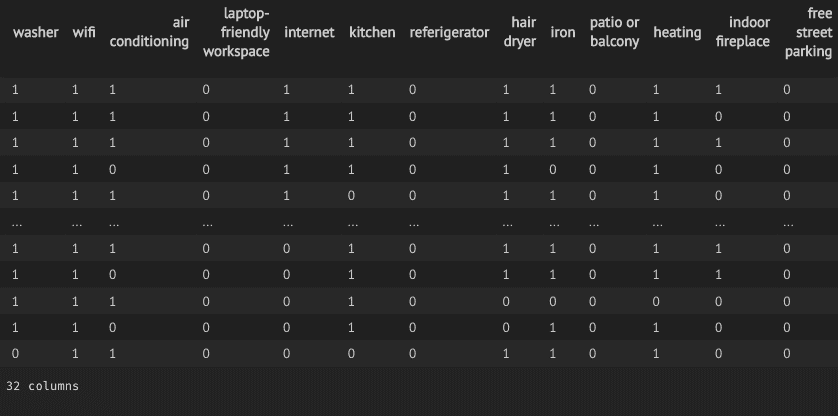 washer wifi air conditioning laptop-friendly workspace internet kitchen referigerator hair dryer iron patio or balcony heating indoor fireplace free street parking
1 1 1 0 1 1 0 1 1 0 1 1 0
1 1 1 0 1 1 0 1 1 0 1 0 0
1 1 1 0 1 1 0 1 1 0 1 1 0
1 1 0 0 1 1 0 1 0 0 1 0 0
1 1 1 0 1 0 0 1 1 0 1 0 0
... ... ... ... ... ... ... ... ... ... ... ... ...
1 1 1 0 0 1 0 1 1 0 1 1 0
1 1 0 0 0 1 0 1 1 0 1 1 0
1 1 1 0 0 1 0 0 0 0 0 0 0
1 1 0 0 0 1 0 0 1 0 1 0 0
0 1 1 0 0 0 0 1 1 0 1 0 0
32 columns